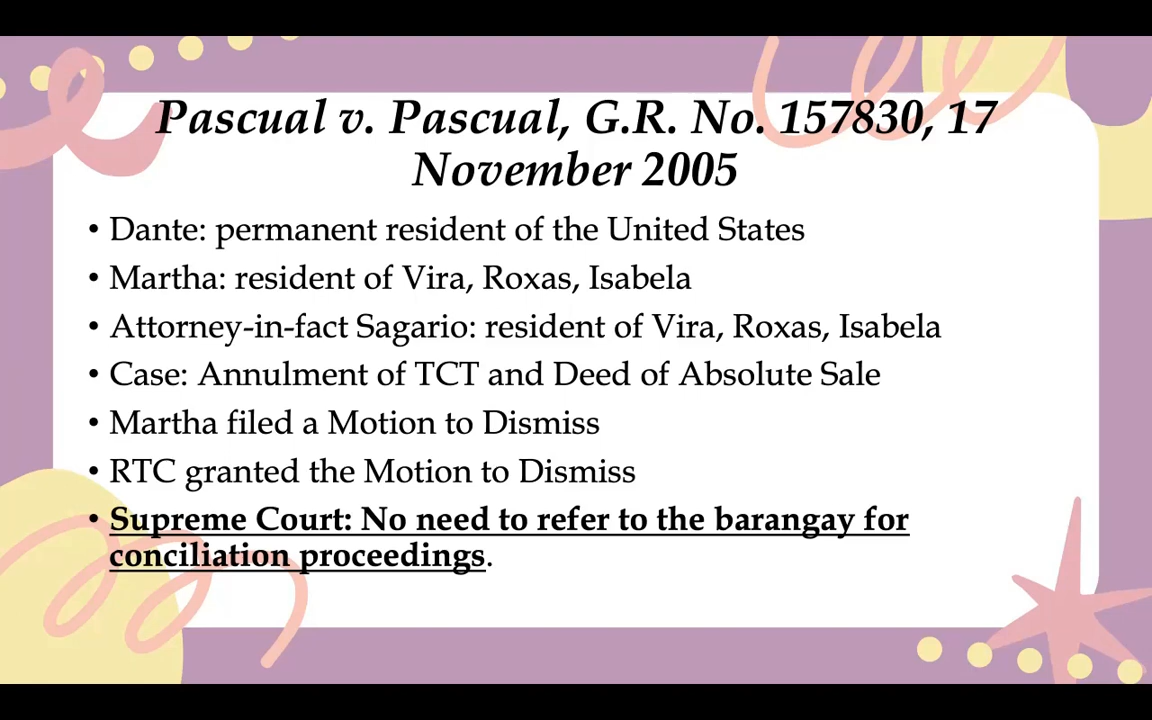 Pascual v. Pascual, G.R. No. 157830, 17
November 2005
• Dante: permanent resident of the United States
• Martha: resident of Vira, Roxas, Isabela
• Attorney-in-fact Sagario: resident of Vira, Roxas, Isabela
• Case: Annulment of TCT and Deed of Absolute Sale
• Martha filed a Motion to Dismiss
• RTC granted the Motion to Dismiss
• Supreme Court: No need to refer to the barangay for
conciliation proceedings.